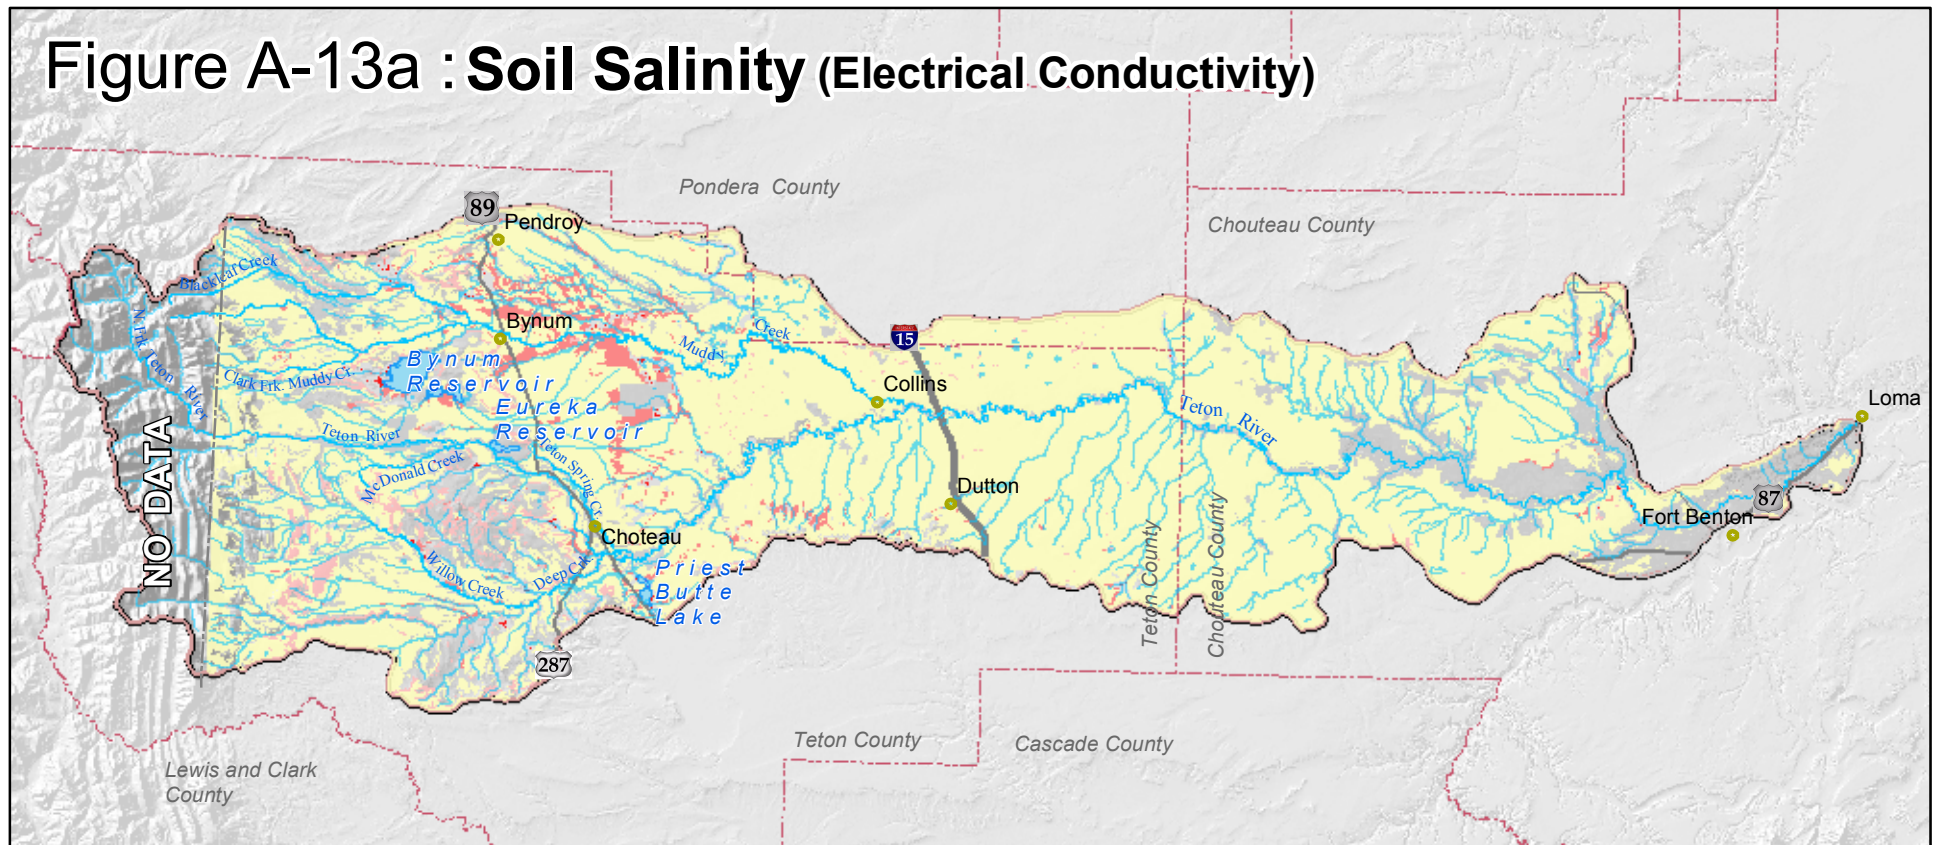 Figure A-13a : Soil Salinity (Electrical Conductivity)
Pondera County
89
Pendroy
Chouteau County
Blackleaf Creek
N. Frk. Teton River
Bynum
Creek
Muddy
15
Bynum
Reservoir
Clark Frk. Muddy Cr.
Collins
Loma
Eureka
Reservoir
Teton River
Teton River
NO DATA
McDonald Creek
Teton Spring Cr.
Dutton
87
Fort Benton
Choteau
Willow Creek
Deep Crk.
Priest
Butte
Lake
Teton County
Chouteau County
287
Teton County
Cascade County
Lewis and Clark
County